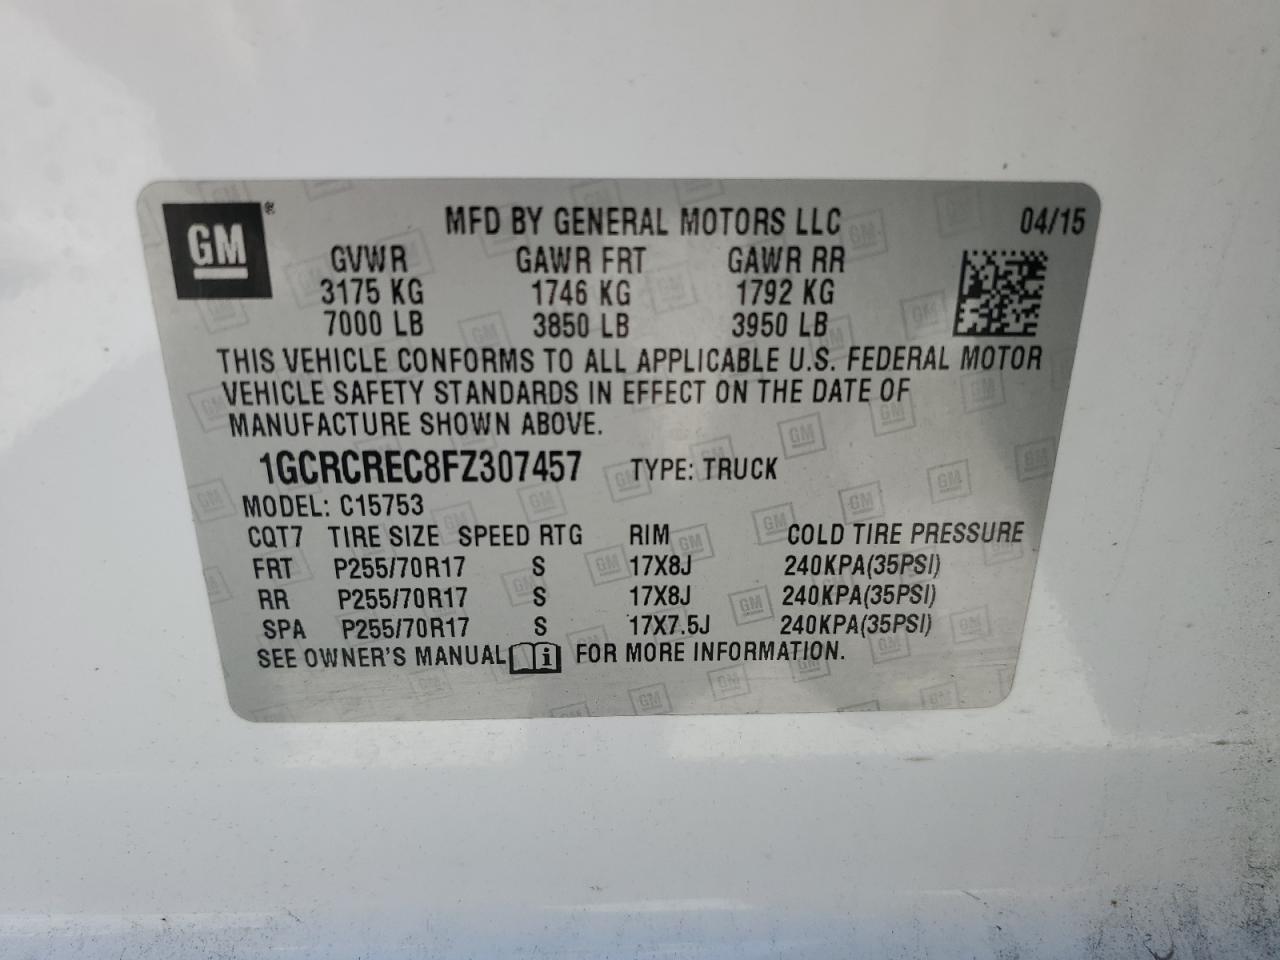 GM® MFD BY GENERAL MOTORS LLC 04/15
GVWR GAWR FRT GAWR RR
3175 KG 1746 KG 1792 KG
7000 LB 3850 LB 3950 LB
THIS VEHICLE CONFORMS TO ALL APPLICABLE U.S. FEDERAL MOTOR
VEHICLE SAFETY STANDARDS IN EFFECT ON THE DATE OF
MANUFACTURE SHOWN ABOVE.
1GCRCREC8FZ307457 TYPE: TRUCK
MODEL: C15753
CQT7 TIRE SIZE SPEED RTG RIM COLD TIRE PRESSURE
FRT P255/70R17 S 17X8J 240KPA(35PSI)
RR P255/70R17 S 17X8J 240KPA(35PSI)
SPA P255/70R17 S 17X7.5J 240KPA(35PSI)
SEE OWNER'S MANUAL i FOR MORE INFORMATION.